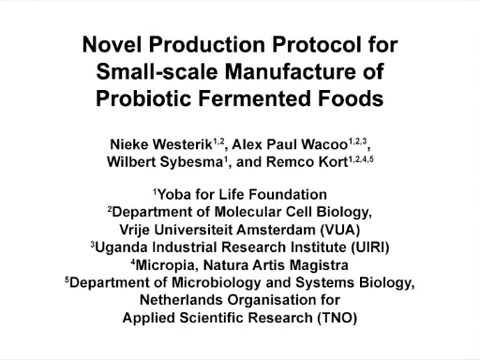 Novel Production Protocol for
Small-scale Manufacture of
Probiotic Fermented Foods
Nieke Westerik1,2, Alex Paul Wacoo1,2,3,
Wilbert Sybesma1, and Remco Kort1,2,4,5
1Yoba for Life Foundation
2Department of Molecular Cell Biology,
Vrije Universiteit Amsterdam (VUA)
3Uganda Industrial Research Institute (UIRI)
4Micropia, Natura Artis Magistra
5Department of Microbiology and Systems Biology,
Netherlands Organisation for
Applied Scientific Research (TNO)